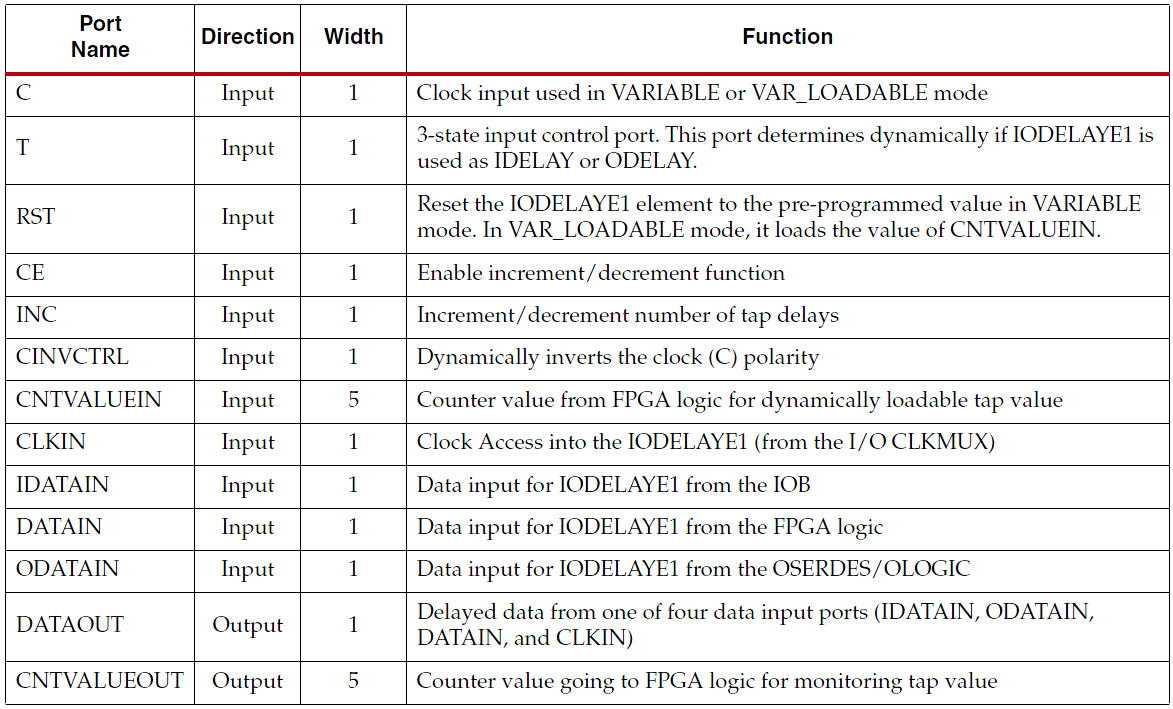 Port
Name Direction Width Function
C Input 1 Clock input used in VARIABLE or VAR_LOADABLE mode
T Input 1 3-state input control port. This port determines dynamically if IODELAYE1 is
used as IDELAY or ODELAY.
RST Input 1 Reset the IODELAYE1 element to the pre-programmed value in VARIABLE
mode. In VAR_LOADABLE mode, it loads the value of CNTVALUEIN.
CE Input 1 Enable increment/decrement function
INC Input 1 Increment/decrement number of tap delays
CINVCTRL Input 1 Dynamically inverts the clock (C) polarity
CNTVALUEIN Input 5 Counter value from FPGA logic for dynamically loadable tap value
CLKIN Input 1 Clock Access into the IODELAYE1 (from the I/O CLKMUX)
IDATAIN Input 1 Data input for IODELAYE1 from the IOB
DATAIN Input 1 Data input for IODELAYE1 from the FPGA logic
ODATAIN Input 1 Data input for IODELAYE1 from the OSERDES/OLOGIC
DATAOUT Output 1 Delayed data from one of four data input ports (IDATAIN, ODATAIN,
DATAIN, and CLKIN)
CNTVALUEOUT Output 5 Counter value going to FPGA logic for monitoring tap value